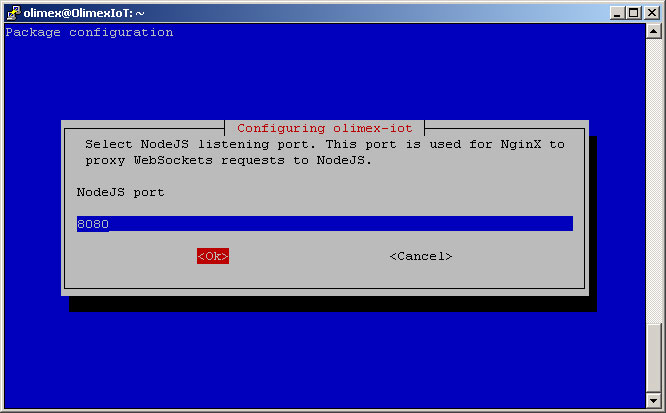 olimex@OlimexIoT: ~
Package configuration
Configuring olimex-iot
Select NodeJS listening port. This port is used for NginX to
proxy WebSockets requests to NodeJS.
NodeJS port
8080
<Ok> <Cancel>